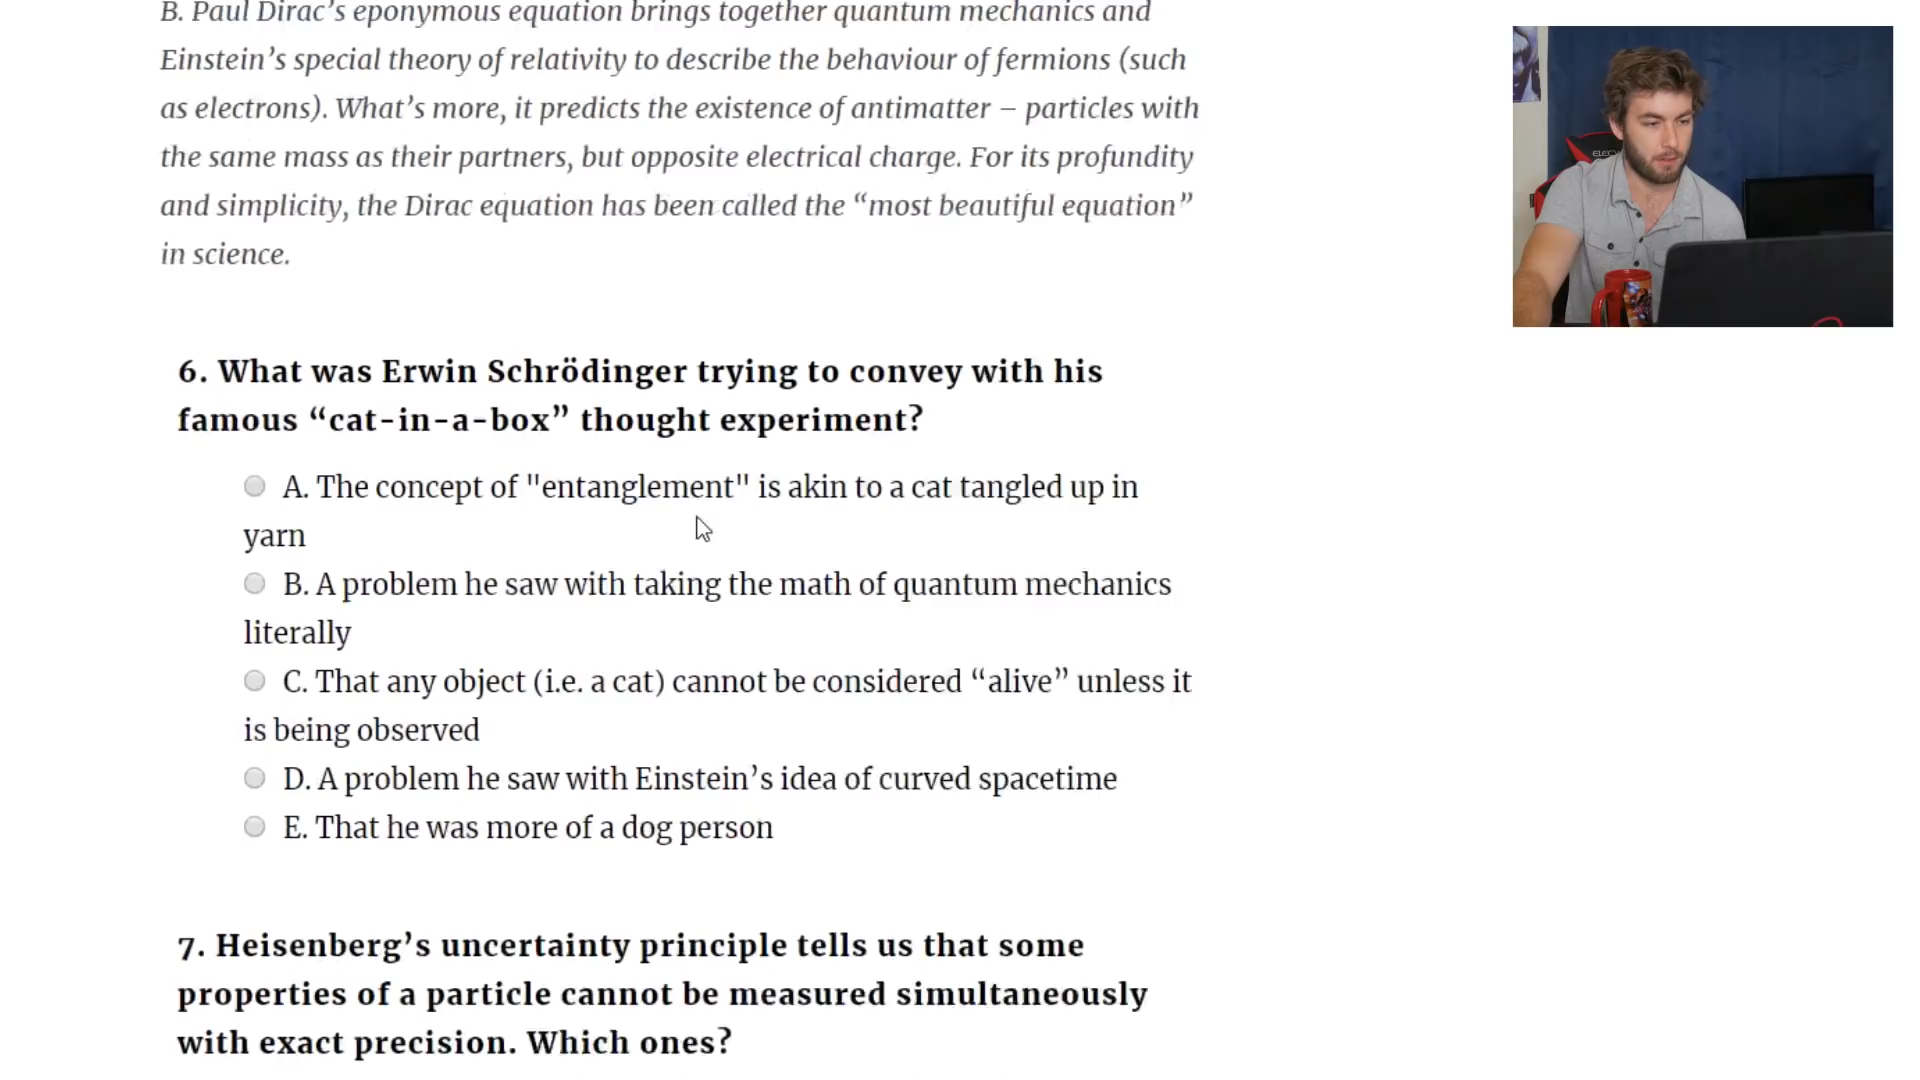 B. Paul Dirac’s eponymous equation brings together quantum mechanics and
Einstein’s special theory of relativity to describe the behaviour of fermions (such
as electrons). What’s more, it predicts the existence of antimatter – particles with
the same mass as their partners, but opposite electrical charge. For its profundity
and simplicity, the Dirac equation has been called the “most beautiful equation”
in science.
6. What was Erwin Schrödinger trying to convey with his
famous “cat-in-a-box” thought experiment?
A. The concept of "entanglement" is akin to a cat tangled up in
yarn
B. A problem he saw with taking the math of quantum mechanics
literally
C. That any object (i.e. a cat) cannot be considered “alive” unless it
is being observed
D. A problem he saw with Einstein’s idea of curved spacetime
E. That he was more of a dog person
7. Heisenberg’s uncertainty principle tells us that some
properties of a particle cannot be measured simultaneously
with exact precision. Which ones?